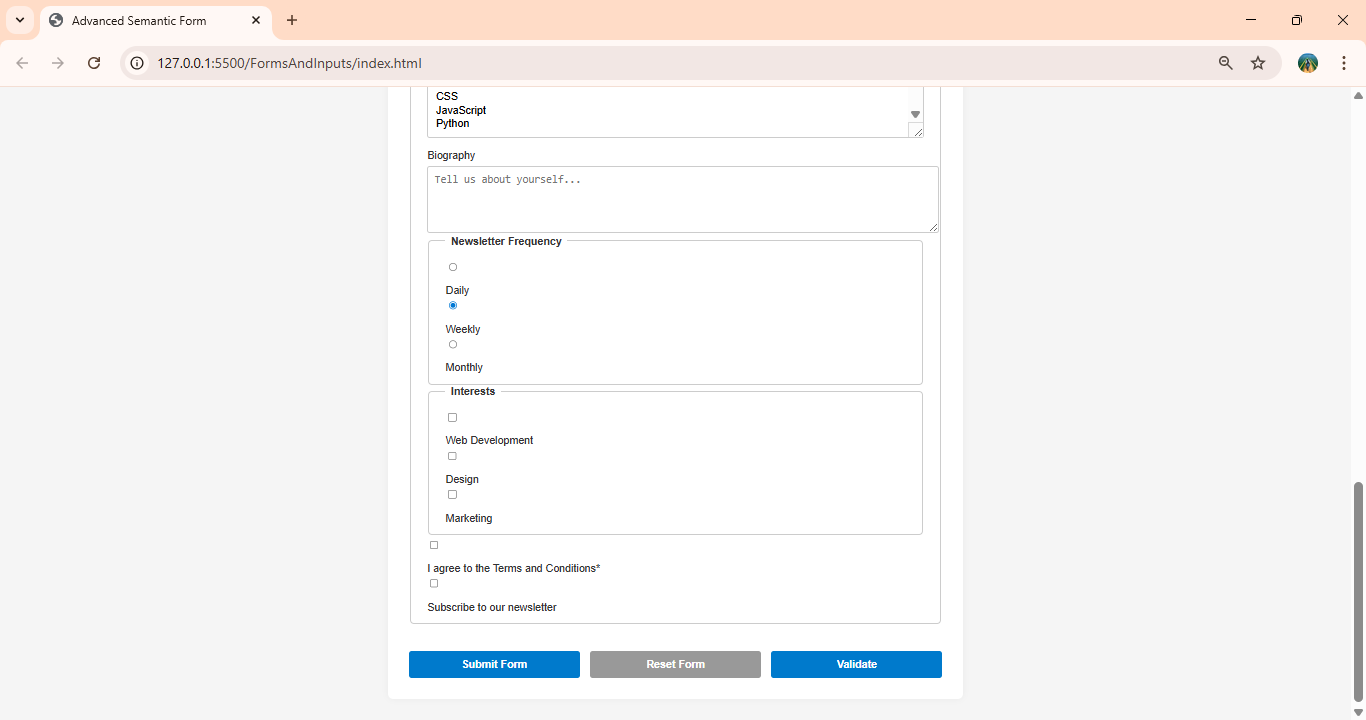 Advanced Semantic Form
127.0.0.1:5500/FormsAndInputs/index.html
CSS
JavaScript
Python
Biography
Tell us about yourself...
Newsletter Frequency
Daily
Weekly
Monthly
Interests
Web Development
Design
Marketing
I agree to the Terms and Conditions*
Subscribe to our newsletter
Submit Form
Reset Form
Validate